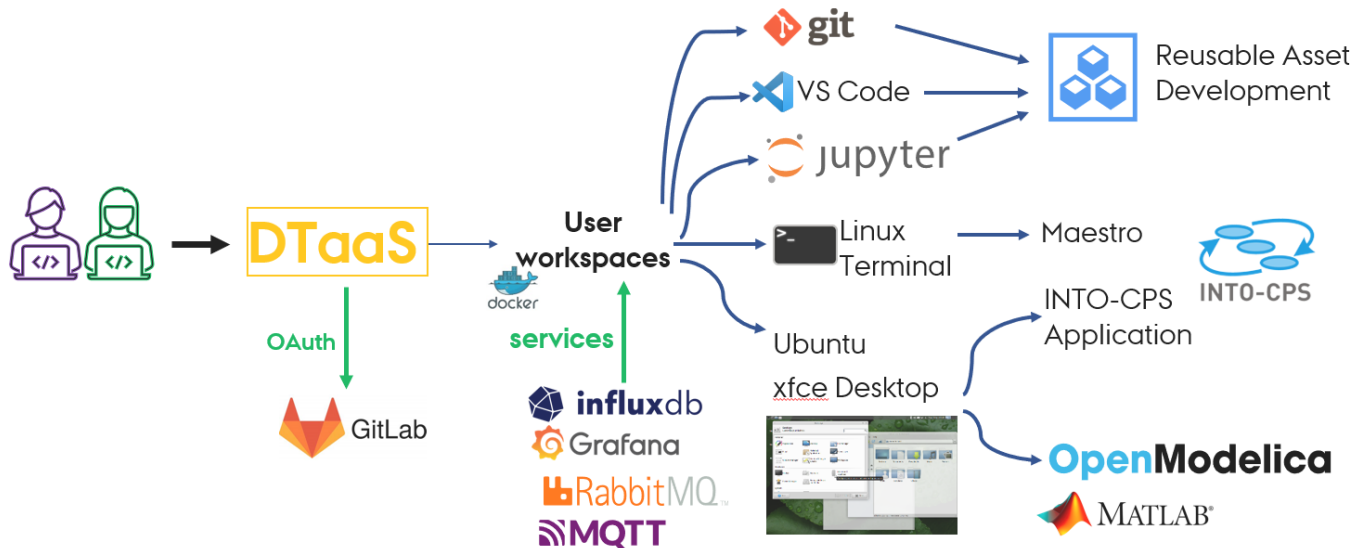 git
VS Code
Jupyter
Reusable Asset
Development
DTaaS
User
workspaces
docker
>_
Linux
Terminal
Maestro
INTO-CPS
INTO-CPS
Application
OAuth
services
Ubuntu
xfce Desktop
GitLab
influxdb
Grafana
RabbitMQ™
MQTT
OpenModelica
MATLAB®